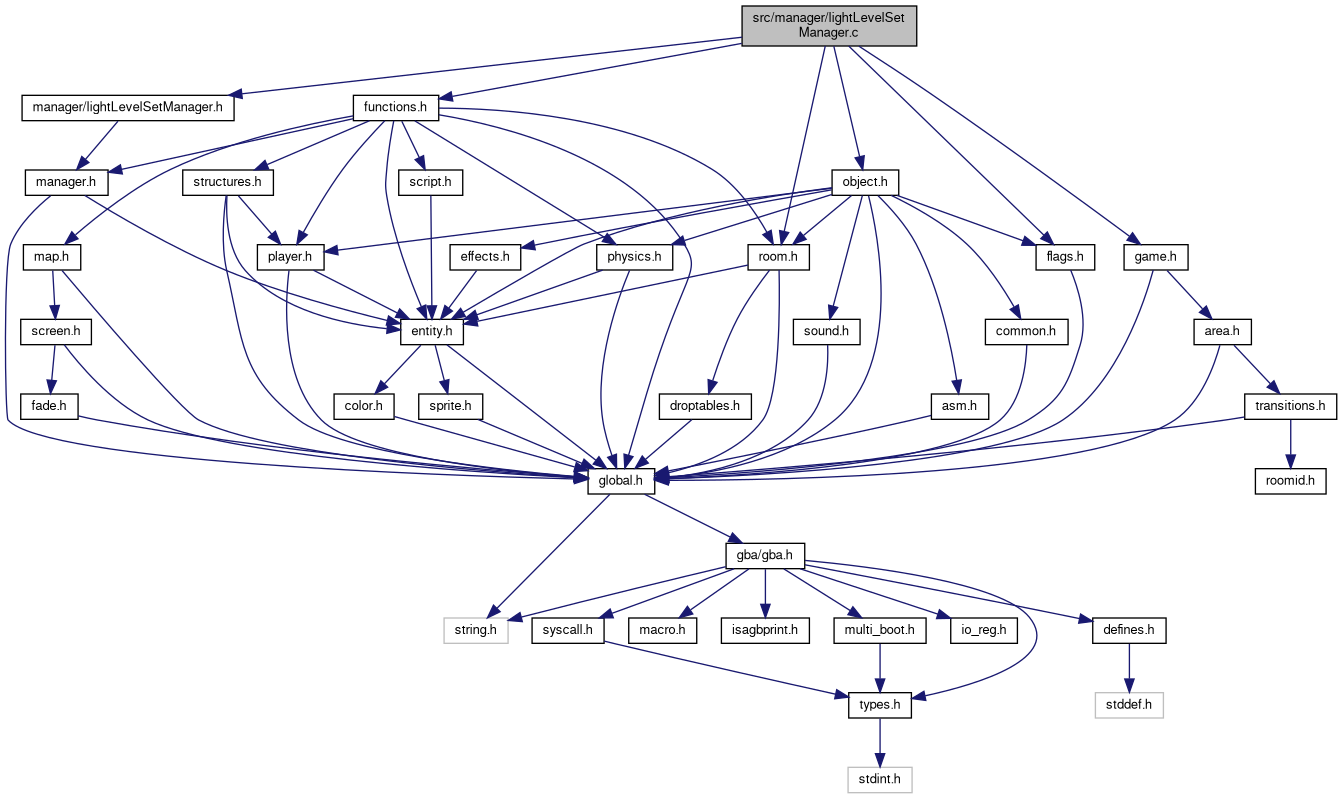 src/manager/lightLevelSet
Manager.c
manager/lightLevelSetManager.h
functions.h
manager.h
structures.h
script.h
object.h
map.h
player.h
effects.h
physics.h
room.h
flags.h
game.h
screen.h
entity.h
sound.h
common.h
area.h
fade.h
color.h
sprite.h
droptables.h
asm.h
transitions.h
global.h
roomid.h
gba/gba.h
string.h
syscall.h
macro.h
isagbprint.h
multi_boot.h
io_reg.h
defines.h
types.h
stddef.h
stdint.h